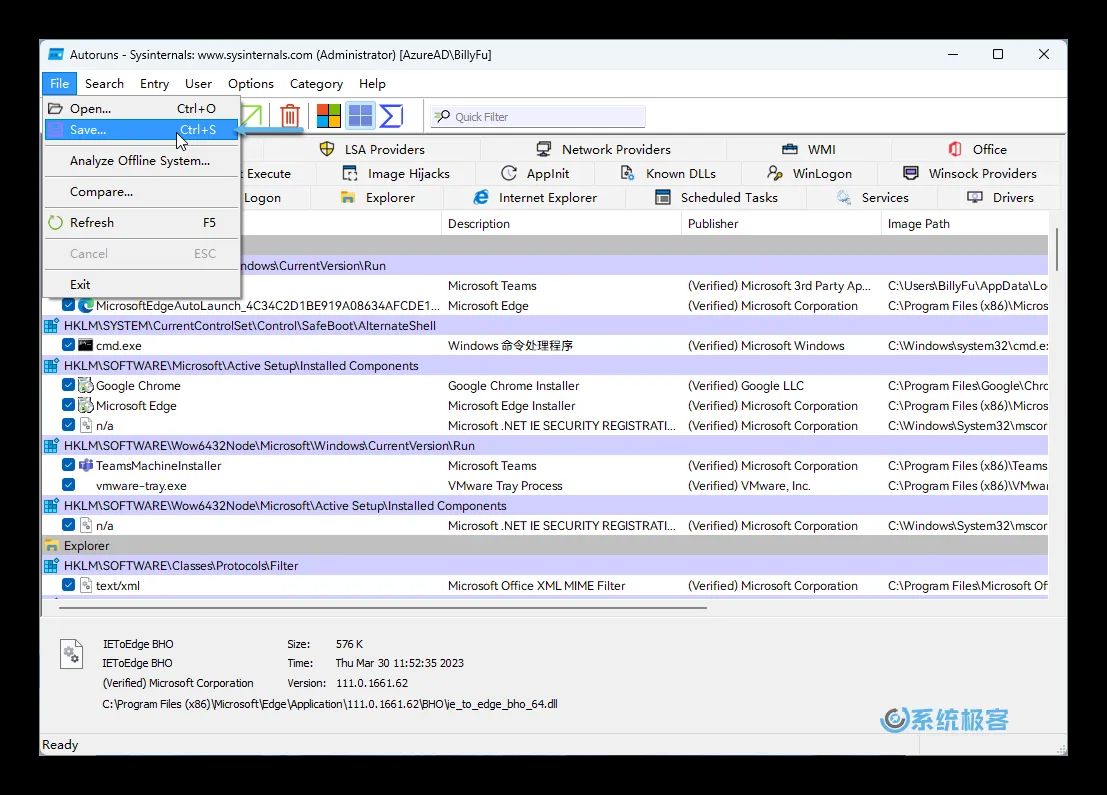 Autoruns - Sysinternals: www.sysinternals.com (Administrator) [AzureAD\BillyFu]
File Search Entry User Options Category Help
Open... Ctrl+O
Save... Ctrl+S
Analyze Offline System...
Compare...
Refresh F5
Cancel ESC
Exit
Quick Filter
LSA Providers Network Providers WMI Office
t Execute Image Hijacks AppInit Known DLLs WinLogon Winsock Providers
Logon Explorer Internet Explorer Scheduled Tasks Services Drivers
Description Publisher Image Path
ndows\CurrentVersion\Run
Microsoft Teams (Verified) Microsoft 3rd Party Ap... C:\Users\BillyFu\AppData\Lo
MicrosoftEdgeAutoLaunch_4C34C2D1BE919A08634AFCDE1... Microsoft Edge (Verified) Microsoft Corporation C:\Program Files (x86)\Micros
HKLM\SYSTEM\CurrentControlSet\Control\SafeBoot\AlternateShell
cmd.exe Windows 命令处理程序 (Verified) Microsoft Windows C:\Windows\system32\cmd.ex
HKLM\SOFTWARE\Microsoft\Active Setup\Installed Components
Google Chrome Google Chrome Installer (Verified) Google LLC C:\Program Files\Google\Chro
Microsoft Edge Microsoft Edge Installer (Verified) Microsoft Corporation C:\Program Files (x86)\Micros
n/a Microsoft .NET IE SECURITY REGISTRATI... (Verified) Microsoft Corporation C:\Windows\System32\mscor
HKLM\SOFTWARE\Wow6432Node\Microsoft\Windows\CurrentVersion\Run
TeamsMachineInstaller Microsoft Teams (Verified) Microsoft Corporation C:\Program Files (x86)\Teams
vmware-tray.exe VMware Tray Process (Verified) VMware, Inc. C:\Program Files (x86)\VMwar
HKLM\SOFTWARE\Wow6432Node\Microsoft\Active Setup\Installed Components
n/a Microsoft .NET IE SECURITY REGISTRATI... (Verified) Microsoft Corporation C:\Windows\System32\mscor
Explorer
HKLM\SOFTWARE\Classes\Protocols\Filter
text/xml Microsoft Office XML MIME Filter (Verified) Microsoft Corporation C:\Program Files\Microsoft Of
IEToEdge BHO Size: 576 K
IEToEdge BHO Time: Thu Mar 30 11:52:35 2023
(Verified) Microsoft Corporation Version: 111.0.1661.62
C:\Program Files (x86)\Microsoft\Edge\Application\111.0.1661.62\BHO\ie_to_edge_bho_64.dll
系统极客
Ready